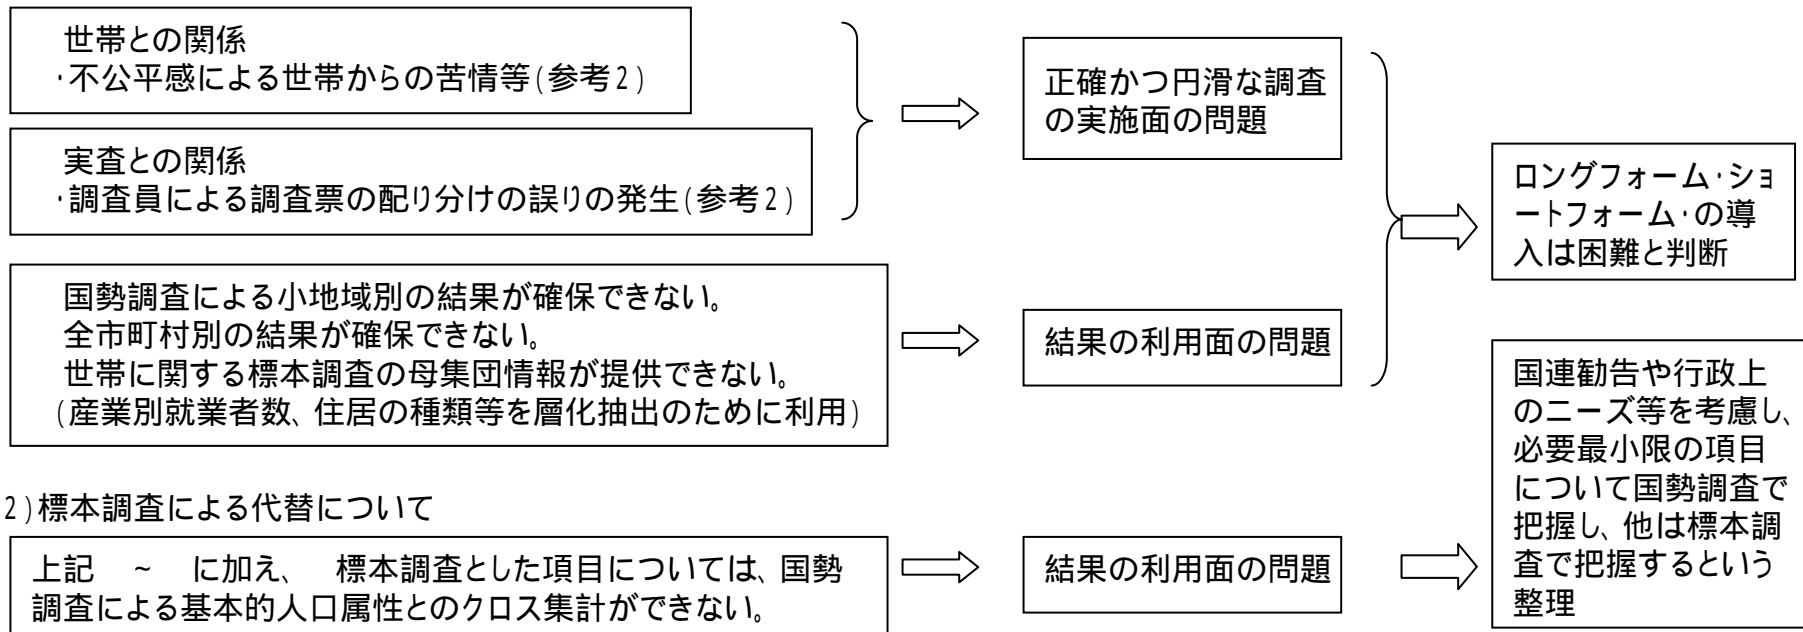 世帯との関係
・不公平感による世帯からの苦情等(参考2)
実査との関係
・調査員による調査票の配り分けの誤りの発生(参考2)
正確かつ円滑な調査
の実施面の問題
ロングフォーム・ショ
ートフォーム・の導
入は困難と判断
国勢調査による小地域別の結果が確保できない。
全市町村別の結果が確保できない。
世帯に関する標本調査の母集団情報が提供できない。
(産業別就業者数、住居の種類等を層化抽出のために利用)
結果の利用面の問題
2)標本調査による代替について
上記 ~ に加え、 標本調査とした項目については、国勢
調査による基本的人口属性とのクロス集計ができない。
結果の利用面の問題
国連勧告や行政上
のニーズ等を考慮し、
必要最小限の項目
について国勢調査で
把握し、他は標本調
査で把握するという
整理